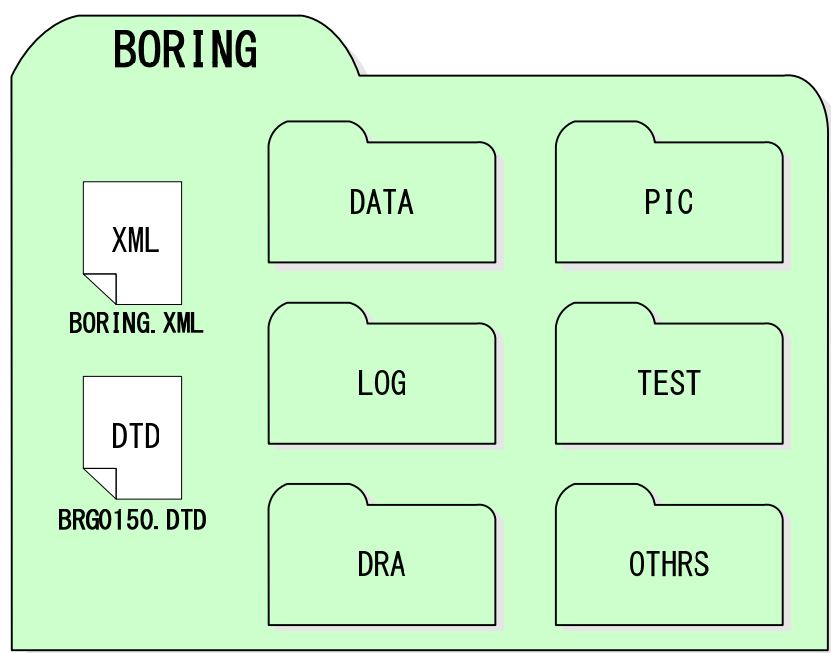 BORING
XML
BORING.XML
DTD
BRG0150.DTD
DATA
PIC
LOG
TEST
DRA
OTHRS